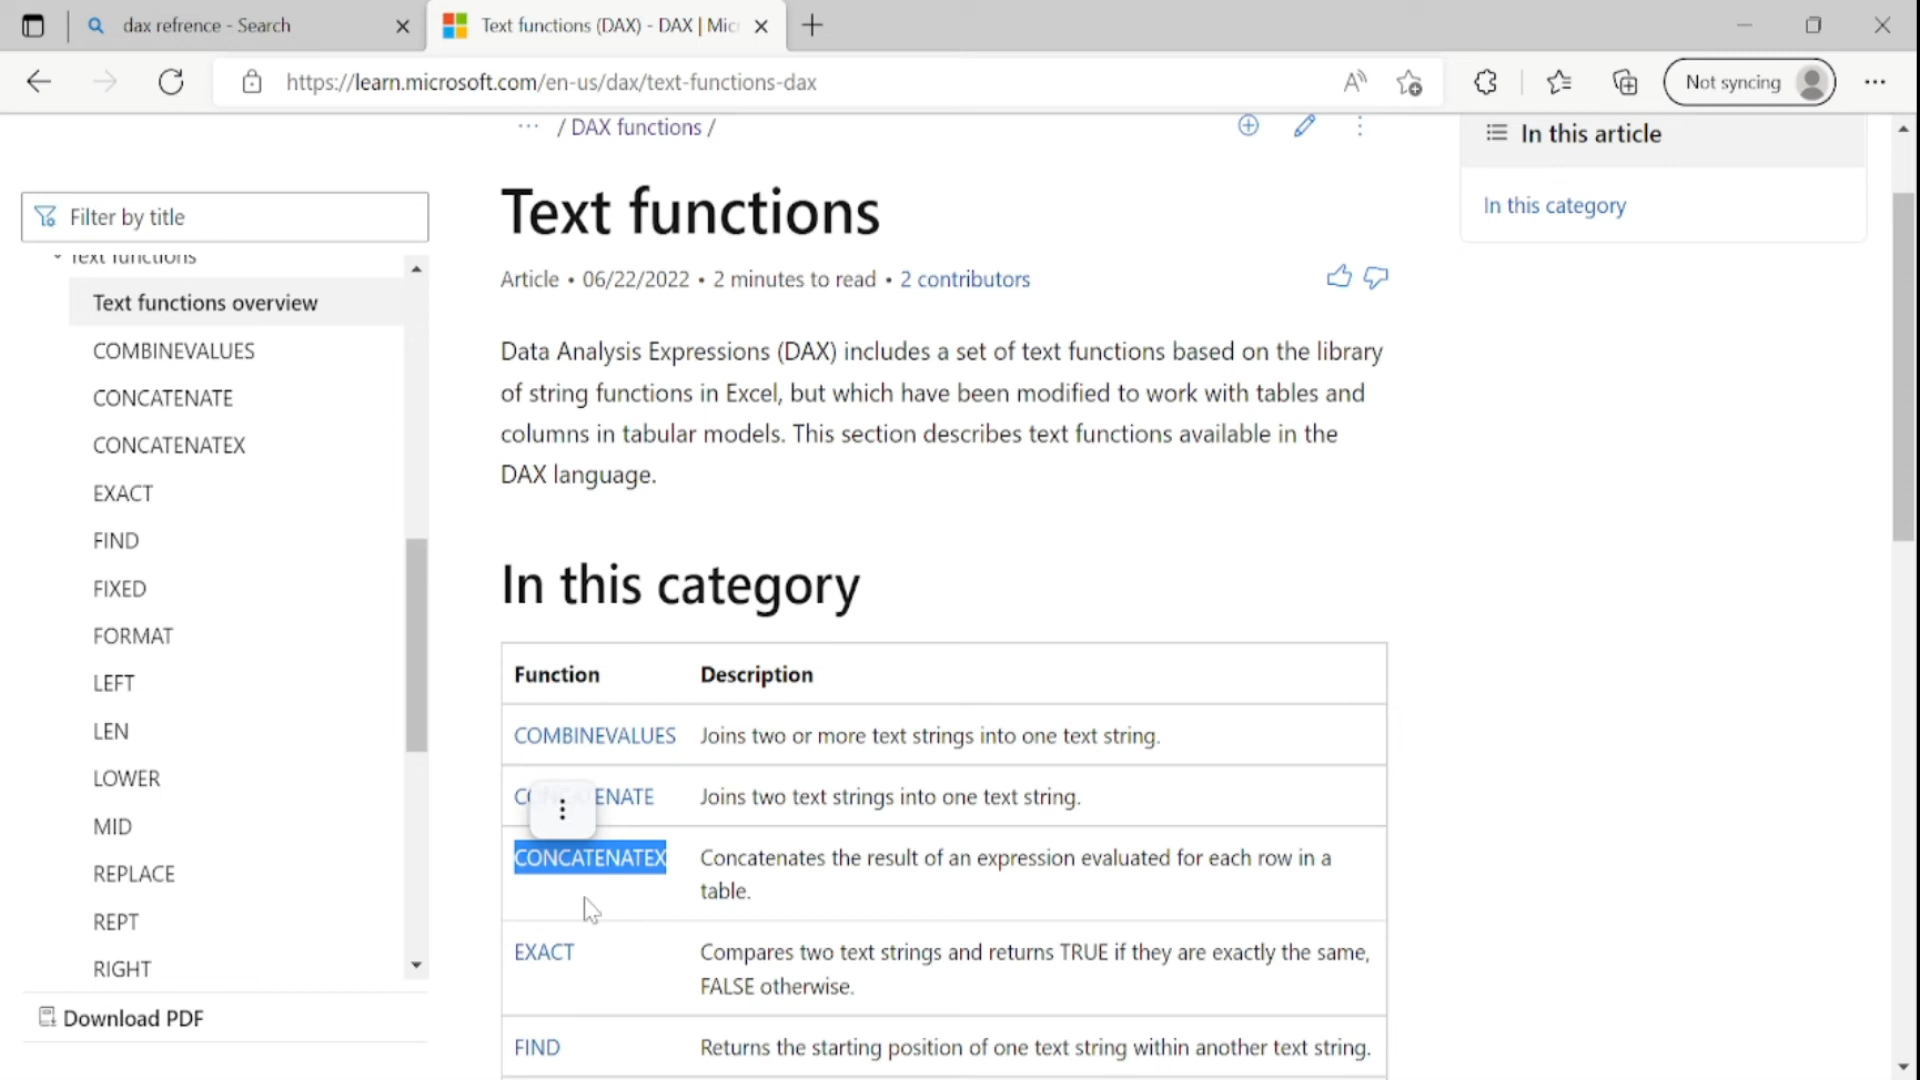 dax refrence - Search
Text functions (DAX) - DAX | Mic
https://learn.microsoft.com/en-us/dax/text-functions-dax
Not syncing
/ DAX functions /
In this article
In this category
Filter by title
Text functions
Text functions overview
COMBINEVALUES
CONCATENATE
CONCATENATEX
EXACT
FIND
FIXED
FORMAT
LEFT
LEN
LOWER
MID
REPLACE
REPT
RIGHT
Download PDF
Text functions
Article • 06/22/2022 • 2 minutes to read • 2 contributors
Data Analysis Expressions (DAX) includes a set of text functions based on the library
of string functions in Excel, but which have been modified to work with tables and
columns in tabular models. This section describes text functions available in the
DAX language.
In this category
Function Description
COMBINEVALUES Joins two or more text strings into one text string.
CONCATENATE Joins two text strings into one text string.
CONCATENATEX Concatenates the result of an expression evaluated for each row in a
table.
EXACT Compares two text strings and returns TRUE if they are exactly the same,
FALSE otherwise.
FIND Returns the starting position of one text string within another text string.